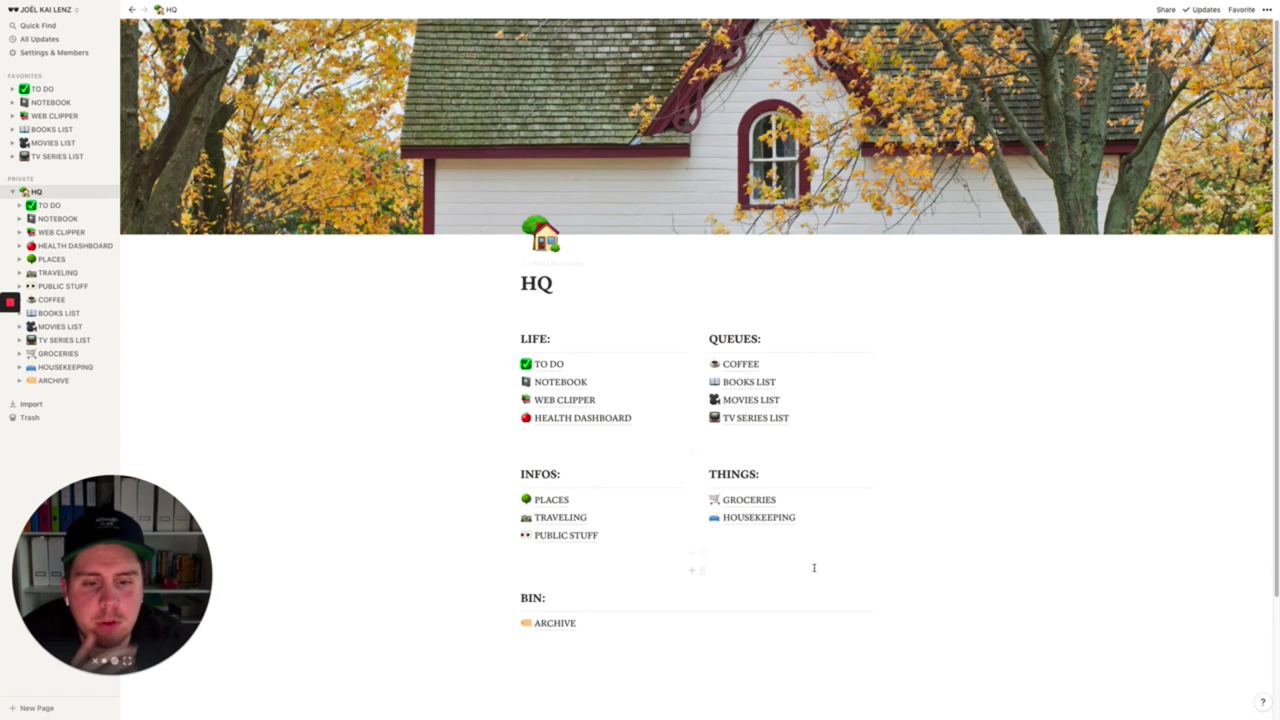 JOËL KAI LENZ
Quick Find
All Updates
Settings & Members
FAVORITES
TO DO
NOTEBOOK
WEB CLIPPER
BOOKS LIST
MOVIES LIST
TV SERIES LIST
PRIVATE
HQ
TO DO
NOTEBOOK
WEB CLIPPER
HEALTH DASHBOARD
PLACES
TRAVELING
PUBLIC STUFF
COFFEE
BOOKS LIST
MOVIES LIST
TV SERIES LIST
GROCERIES
HOUSEKEEPING
ARCHIVE
Import
Trash
New Page
HQ
Share Updates Favorite
HQ
LIFE:
TO DO
NOTEBOOK
WEB CLIPPER
HEALTH DASHBOARD
QUEUES:
COFFEE
BOOKS LIST
MOVIES LIST
TV SERIES LIST
INFOS:
PLACES
TRAVELING
PUBLIC STUFF
THINGS:
GROCERIES
HOUSEKEEPING
BIN:
ARCHIVE
?